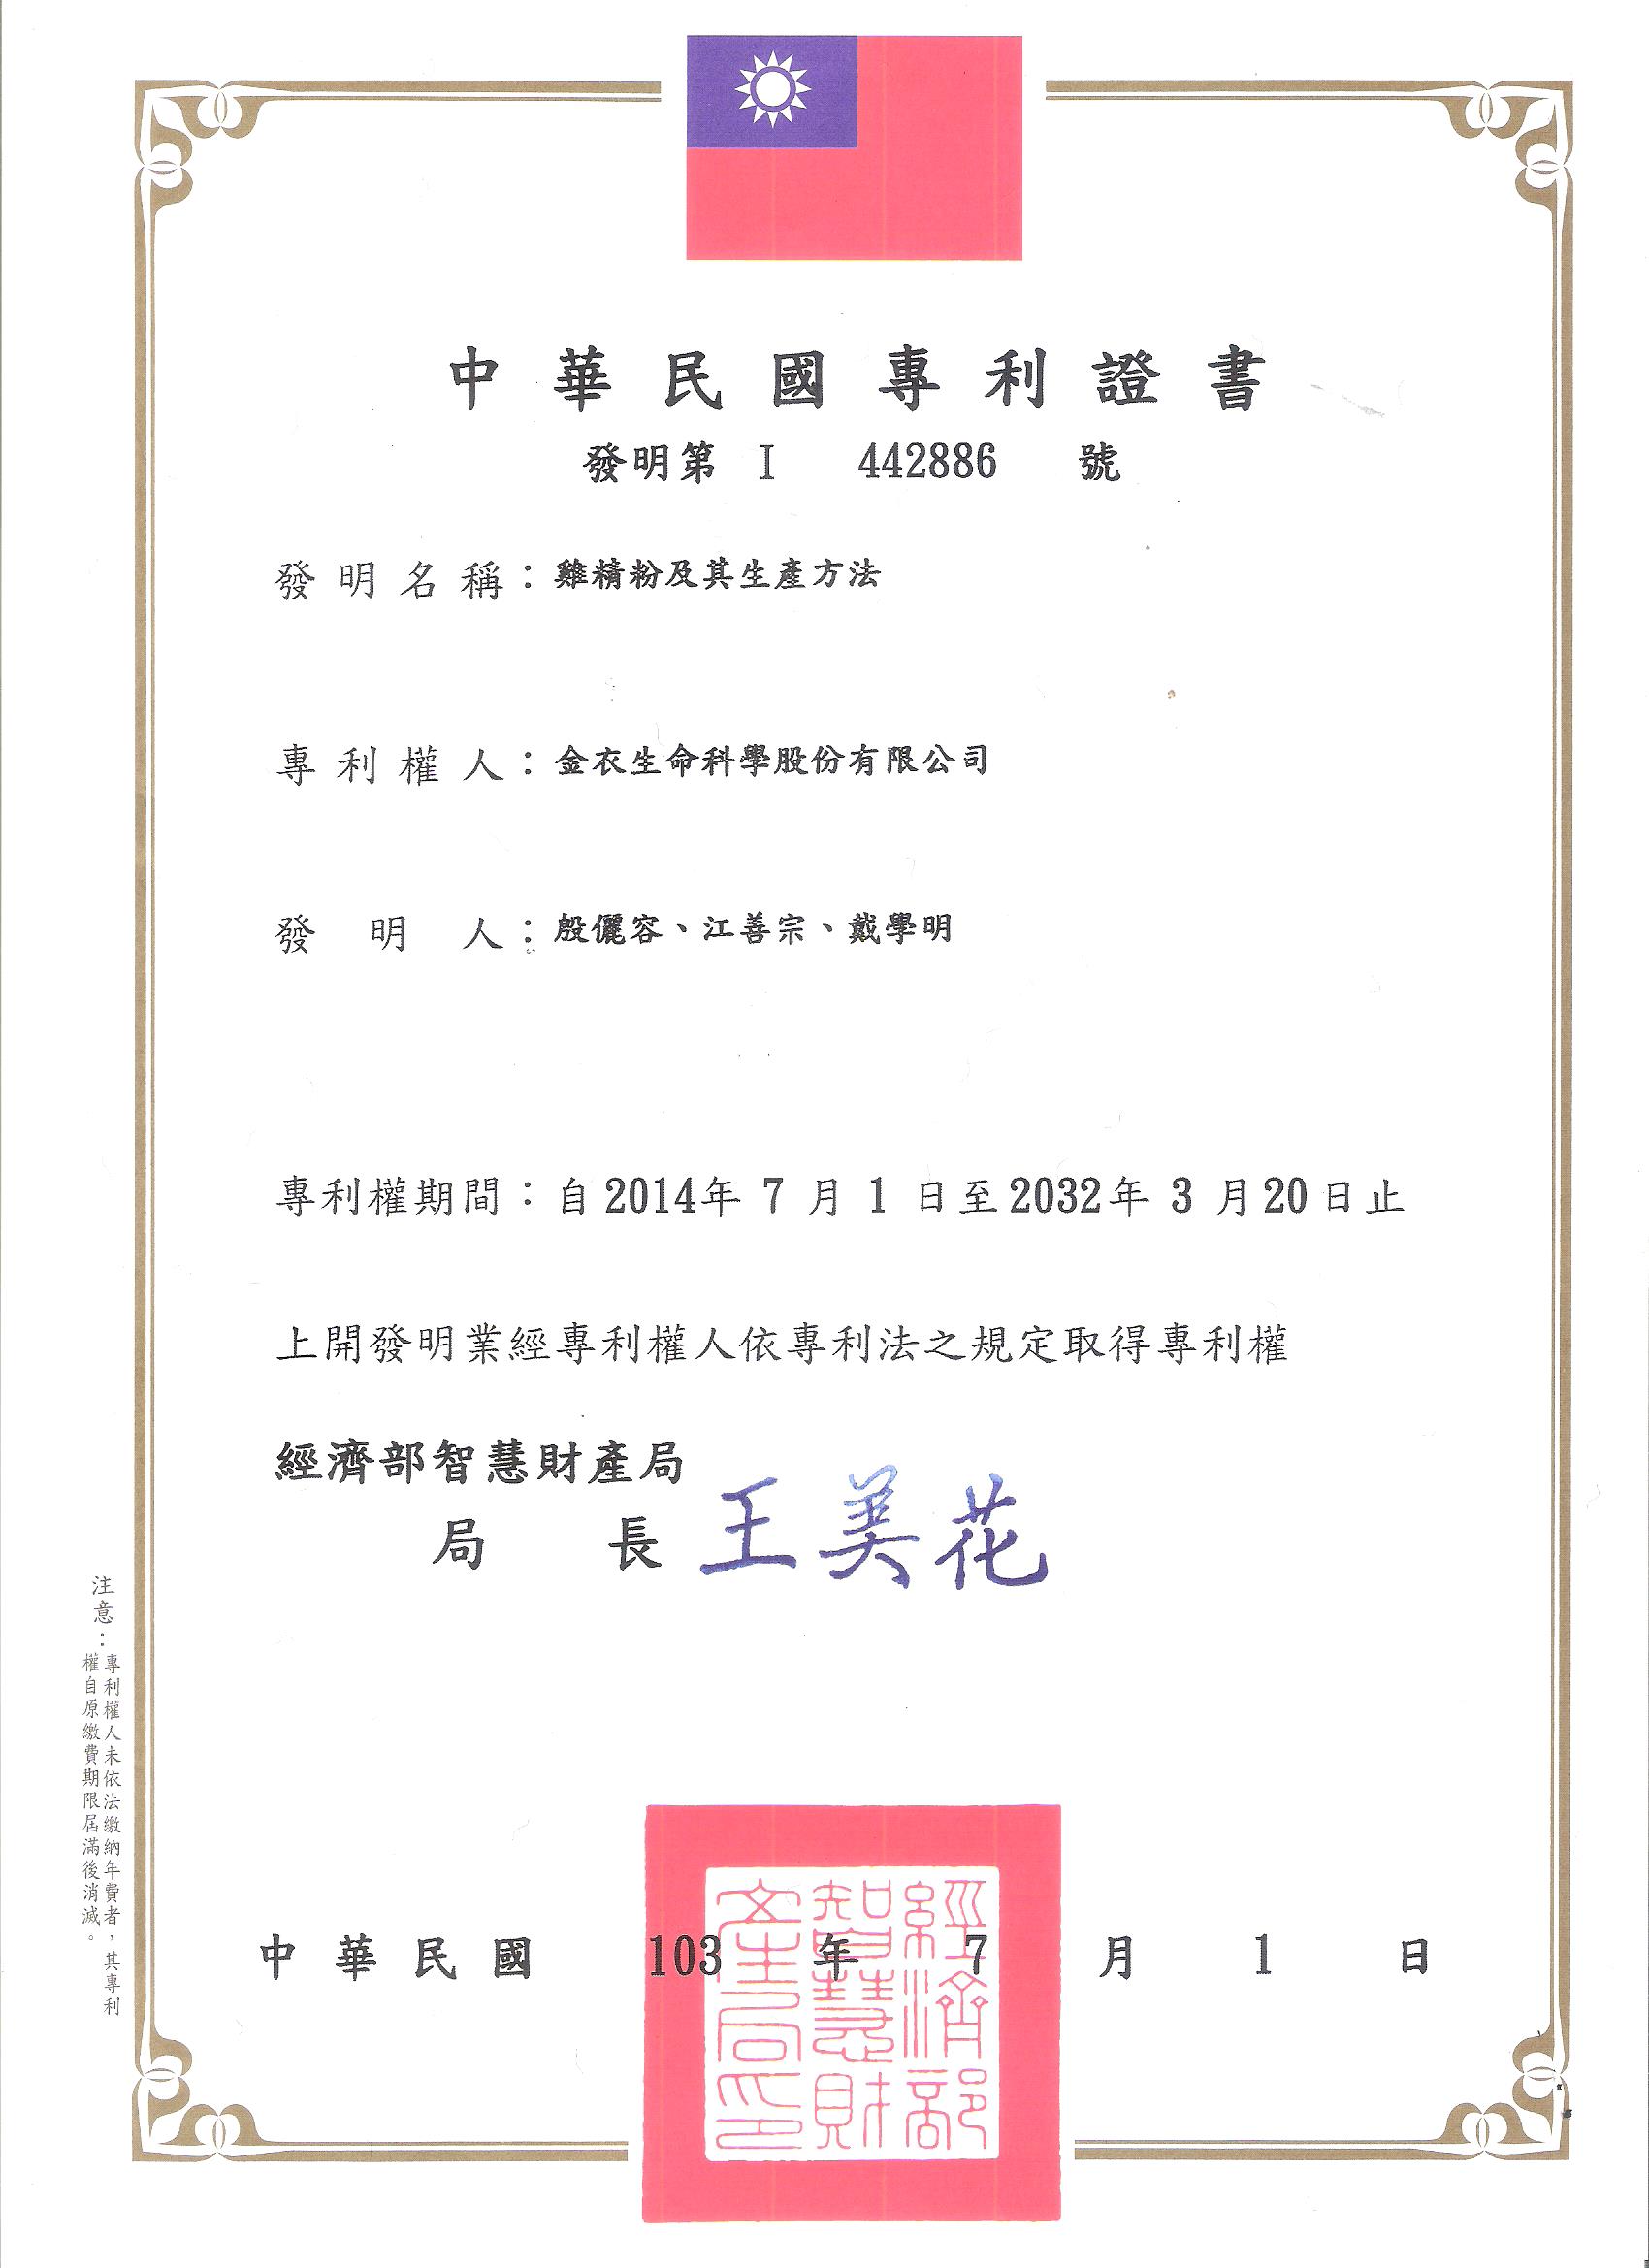 中華民國專利證書
發明第 I 442886 號
發明名稱：雞精粉及其生產方法
專利權人：金衣生命科學股份有限公司
發明人：殷儷容、江善宗、戴學明
專利權期間：自2014年 7 月 1 日至2032年 3 月20日止
上開發明業經專利權人依專利法之規定取得專利權
經濟部智慧財產局
局長 王美花
注意：專利權人未依法繳納年費者，其專利
權自原繳費期限屆滿後消滅。
中華民國 103 年 7 月 1 日
經濟部
智慧財
產局印